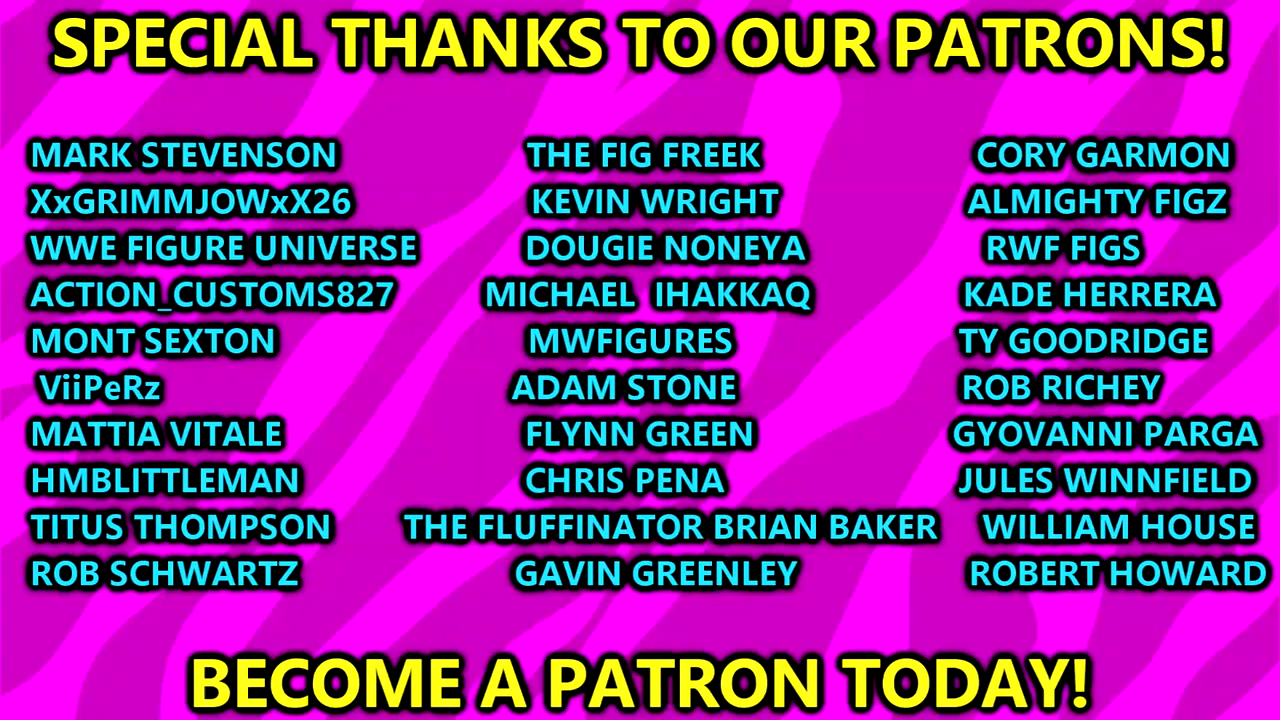 SPECIAL THANKS TO OUR PATRONS!
MARK STEVENSON
XxGRIMMJOWxX26
WWE FIGURE UNIVERSE
ACTION_CUSTOMS827
MONT SEXTON
ViiPeRz
MATTIA VITALE
HMBLITTLEMAN
TITUS THOMPSON
ROB SCHWARTZ
THE FIG FREEK
KEVIN WRIGHT
DOUGIE NONEYA
MICHAEL IHAKKAQ
MWFIGURES
ADAM STONE
FLYNN GREEN
CHRIS PENA
THE FLUFFINATOR BRIAN BAKER
GAVIN GREENLEY
CORY GARMON
ALMIGHTY FIGZ
RWF FIGS
KADE HERRERA
TY GOODRIDGE
ROB RICHEY
GYOVANNI PARGA
JULES WINNFIELD
WILLIAM HOUSE
ROBERT HOWARD
BECOME A PATRON TODAY!